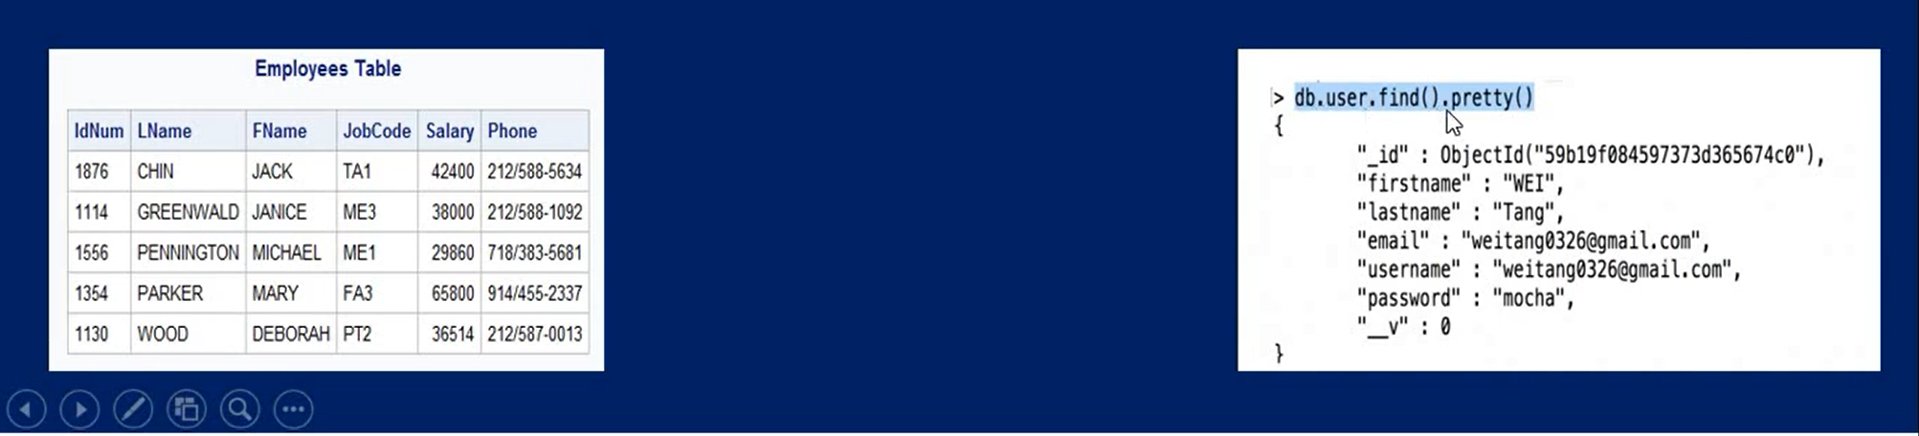 Employees Table
IdNum LName FName JobCode Salary Phone
1876 CHIN JACK TA1 42400 212/588-5634
1114 GREENWALD JANICE ME3 38000 212/588-1092
1556 PENNINGTON MICHAEL ME1 29860 718/383-5681
1354 PARKER MARY FA3 65800 914/455-2337
1130 WOOD DEBORAH PT2 36514 212/587-0013
> db.user.find().pretty()
{
"_id" : ObjectId("59b19f084597373d365674c0"),
"firstname" : "WEI",
"lastname" : "Tang",
"email" : "weitang0326@gmail.com",
"username" : "weitang0326@gmail.com",
"password" : "mocha",
"__v" : 0
}